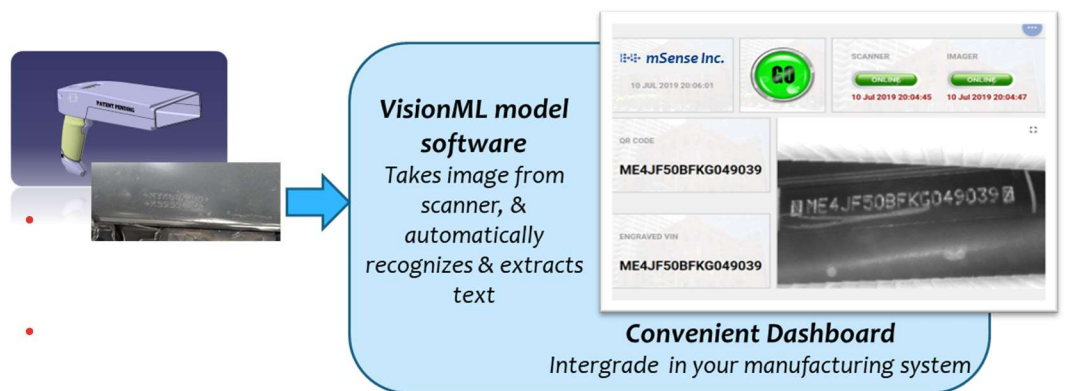 PATENT PENDING
VisionML model
software
Takes image from
scanner, &
automatically
recognizes & extracts
text
mSense Inc.
10 JUL 2019 20:06:01
GO
SCANNER
ONLINE
10 Jul 2019 20:04:45
IMAGER
ONLINE
10 Jul 2019 20:04:47
QR CODE
ME4JF50BFKG049039
ME4JF50BFKG049039
ENGRAVED VIN
ME4JF50BFKG049039
Convenient Dashboard
Intergrade in your manufacturing system